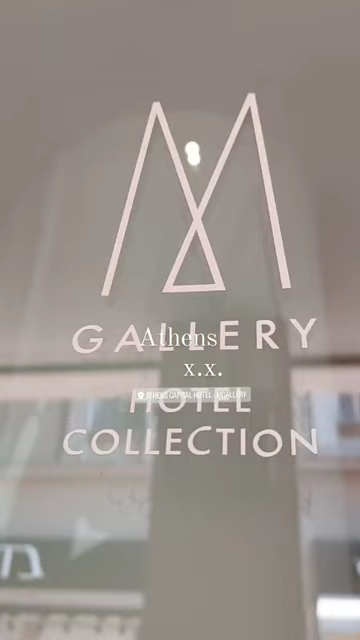 M
GALLERY
Athens
x.x.
ATHENS CAPITAL HOTEL - MGALLERY
HOTEL
COLLECTION